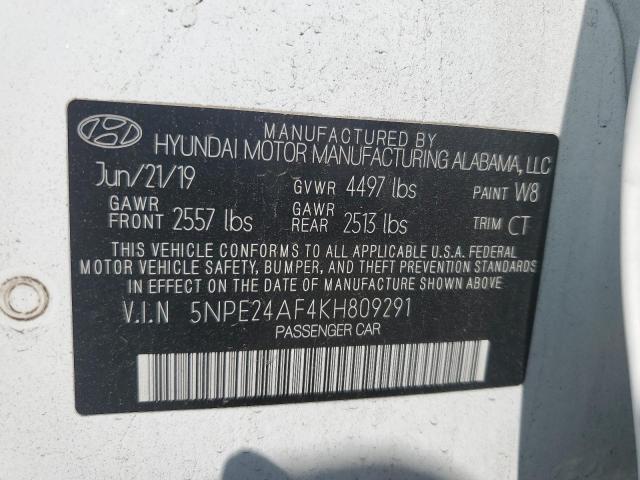 MANUFACTURED BY
HYUNDAI MOTOR MANUFACTURING ALABAMA, LLC
Jun/21/19 GVWR 4497 lbs PAINT W8
GAWR FRONT 2557 lbs GAWR REAR 2513 lbs TRIM CT
THIS VEHICLE CONFORMS TO ALL APPLICABLE U.S.A. FEDERAL
MOTOR VEHICLE SAFETY, BUMPER, AND THEFT PREVENTION STANDARDS
IN EFFECT ON THE DATE OF MANUFACTURE SHOWN ABOVE.
V.I.N 5NPE24AF4KH809291
PASSENGER CAR